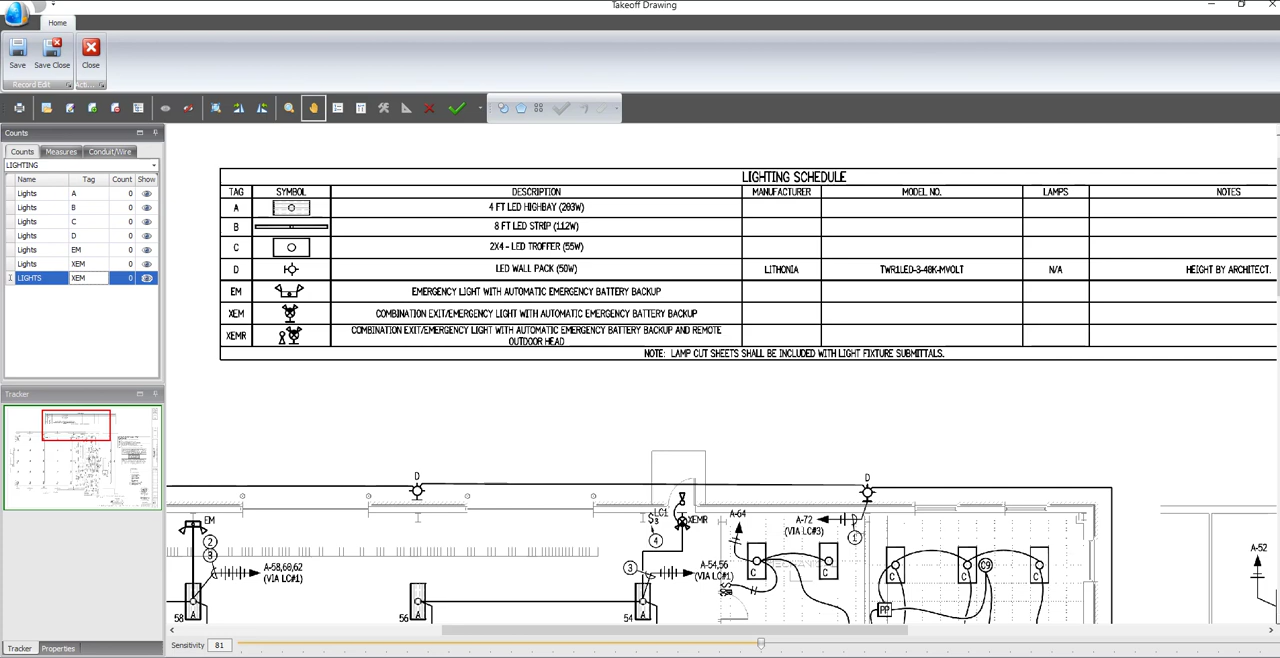 Takeoff Drawing
Home
Save
Save Close
Close
Record Edit
Acti...
Counts
Counts Measures Conduit/Wire
LIGHTING
Name Tag Count Show
Lights A 0
Lights B 0
Lights C 0
Lights D 0
Lights EM 0
Lights XEM 0
LIGHTS XEM 0
Tracker
Tracker Properties
LIGHTING SCHEDULE
TAG SYMBOL DESCRIPTION MANUFACTURER MODEL NO. LAMPS NOTES
A 4 FT LED HIGHBAY (203W)
B 8 FT LED STRIP (112W)
C 2X4 - LED TROFFER (55W)
D LED WALL PACK (50W) LITHONIA TWR1LED-3-40K-MVOLT N/A HEIGHT BY ARCHITECT.
EM EMERGENCY LIGHT WITH AUTOMATIC EMERGENCY BATTERY BACKUP
XEM COMBINATION EXIT/EMERGENCY LIGHT WITH AUTOMATIC EMERGENCY BATTERY BACKUP
XEMR COMBINATION EXIT/EMERGENCY LIGHT WITH AUTOMATIC EMERGENCY BATTERY BACKUP AND REMOTE
OUTDOOR HEAD
NOTE: LAMP CUT SHEETS SHALL BE INCLUDED WITH LIGHT FIXTURE SUBMITTALS.
D
D
EM
2
3
A-58,60,62
(VIA LC#1)
58 A
56 A
LC1
3
4
XEMR
3
A-54,56
(VIA LC#1)
54 A
A-64
A-72
(VIA LC#3)
1
C
C
C
C
C9
C
PP
A-52
Sensitivity 81